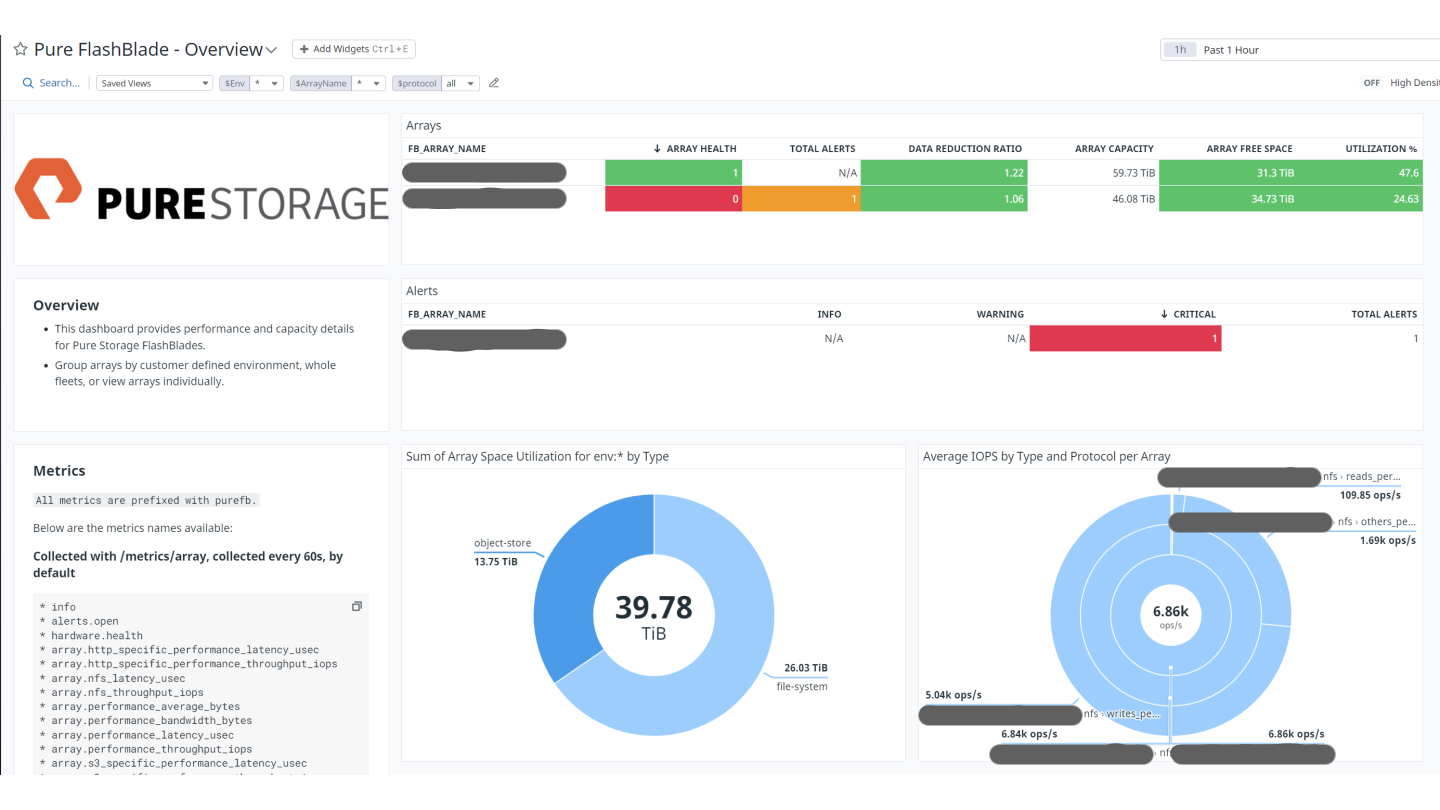 Pure FlashBlade - Overview
Add Widgets Ctrl+E
1h Past 1 Hour
Search...
Saved Views
$Env *
$ArrayName *
$protocol all
OFF High Densi
PURESTORAGE
Arrays
FB_ARRAY_NAME ↓ ARRAY HEALTH TOTAL ALERTS DATA REDUCTION RATIO ARRAY CAPACITY ARRAY FREE SPACE UTILIZATION %
1 N/A 1.22 59.73 TiB 31.3 TiB 47.6
0 1 1.06 46.08 TiB 34.73 TiB 24.63
Overview
• This dashboard provides performance and capacity details
for Pure Storage FlashBlades.
• Group arrays by customer defined environment, whole
fleets, or view arrays individually.
Alerts
FB_ARRAY_NAME INFO WARNING ↓ CRITICAL TOTAL ALERTS
N/A N/A 1 1
Metrics
All metrics are prefixed with purefb.
Below are the metrics names available:
Collected with /metrics/array, collected every 60s, by
default
* info
* alerts.open
* hardware.health
* array.http_specific_performance_latency_usec
* array.http_specific_performance_throughput_iops
* array.nfs_latency_usec
* array.nfs_throughput_iops
* array.performance_average_bytes
* array.performance_bandwidth_bytes
* array.performance_latency_usec
* array.performance_throughput_iops
* array.s3_specific_performance_latency_usec
Sum of Array Space Utilization for env:* by Type
object-store
13.75 TiB
39.78
TiB
26.03 TiB
file-system
Average IOPS by Type and Protocol per Array
nfs › reads_per...
109.85 ops/s
› nfs › others_pe...
1.69k ops/s
6.86k
ops/s
5.04k ops/s
nfs › writes_pe...
6.84k ops/s
6.86k ops/s
› nf